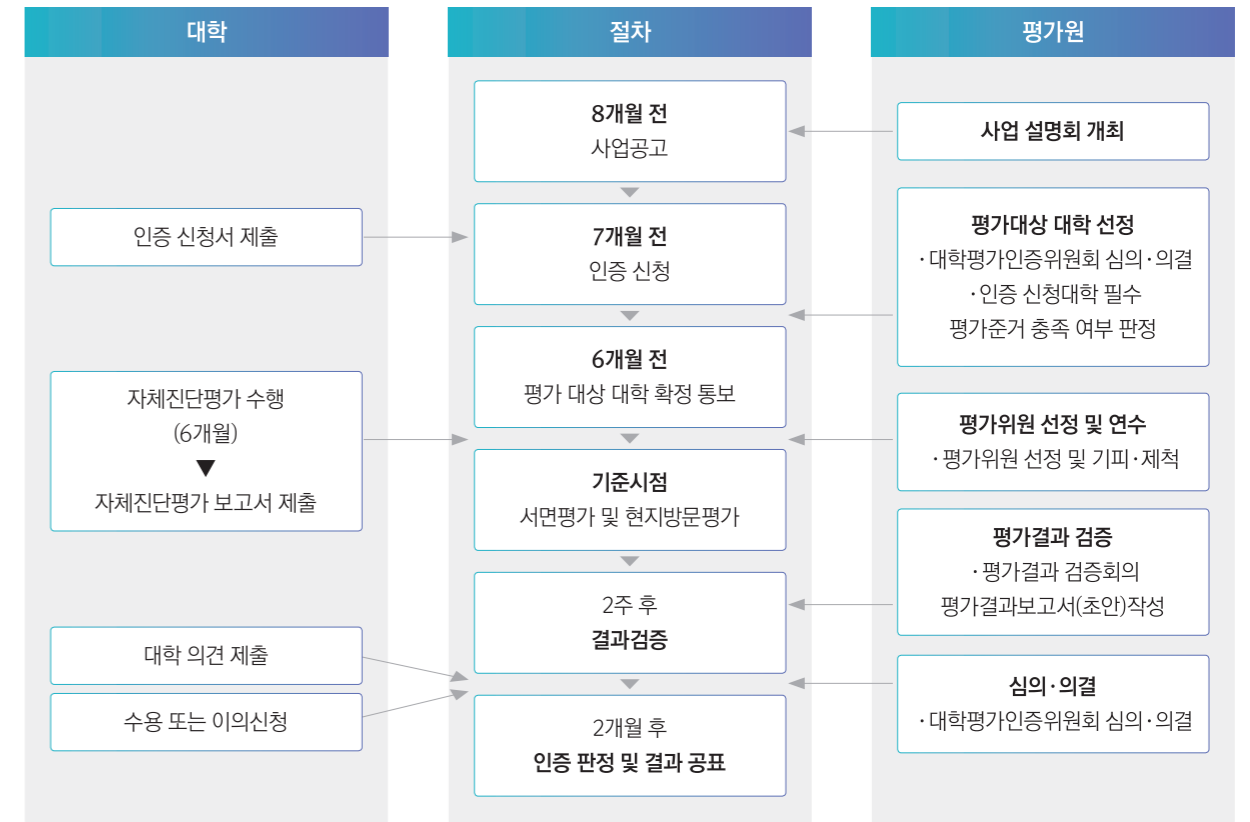 대학
인증 신청서 제출
자체진단평가 수행
(6개월)
▼
자체진단평가 보고서 제출
대학 의견 제출
수용 또는 이의신청
절차
8개월 전
사업공고
7개월 전
인증 신청
6개월 전
평가 대상 대학 확정 통보
기준시점
서면평가 및 현지방문평가
2주 후
결과검증
2개월 후
인증 판정 및 결과 공표
평가원
사업 설명회 개최
평가대상 대학 선정
·대학평가인증위원회 심의·의결
·인증 신청대학 필수
평가준거 충족 여부 판정
평가위원 선정 및 연수
·평가위원 선정 및 기피·제척
평가결과 검증
·평가결과 검증회의
평가결과보고서(초안)작성
심의·의결
·대학평가인증위원회 심의·의결